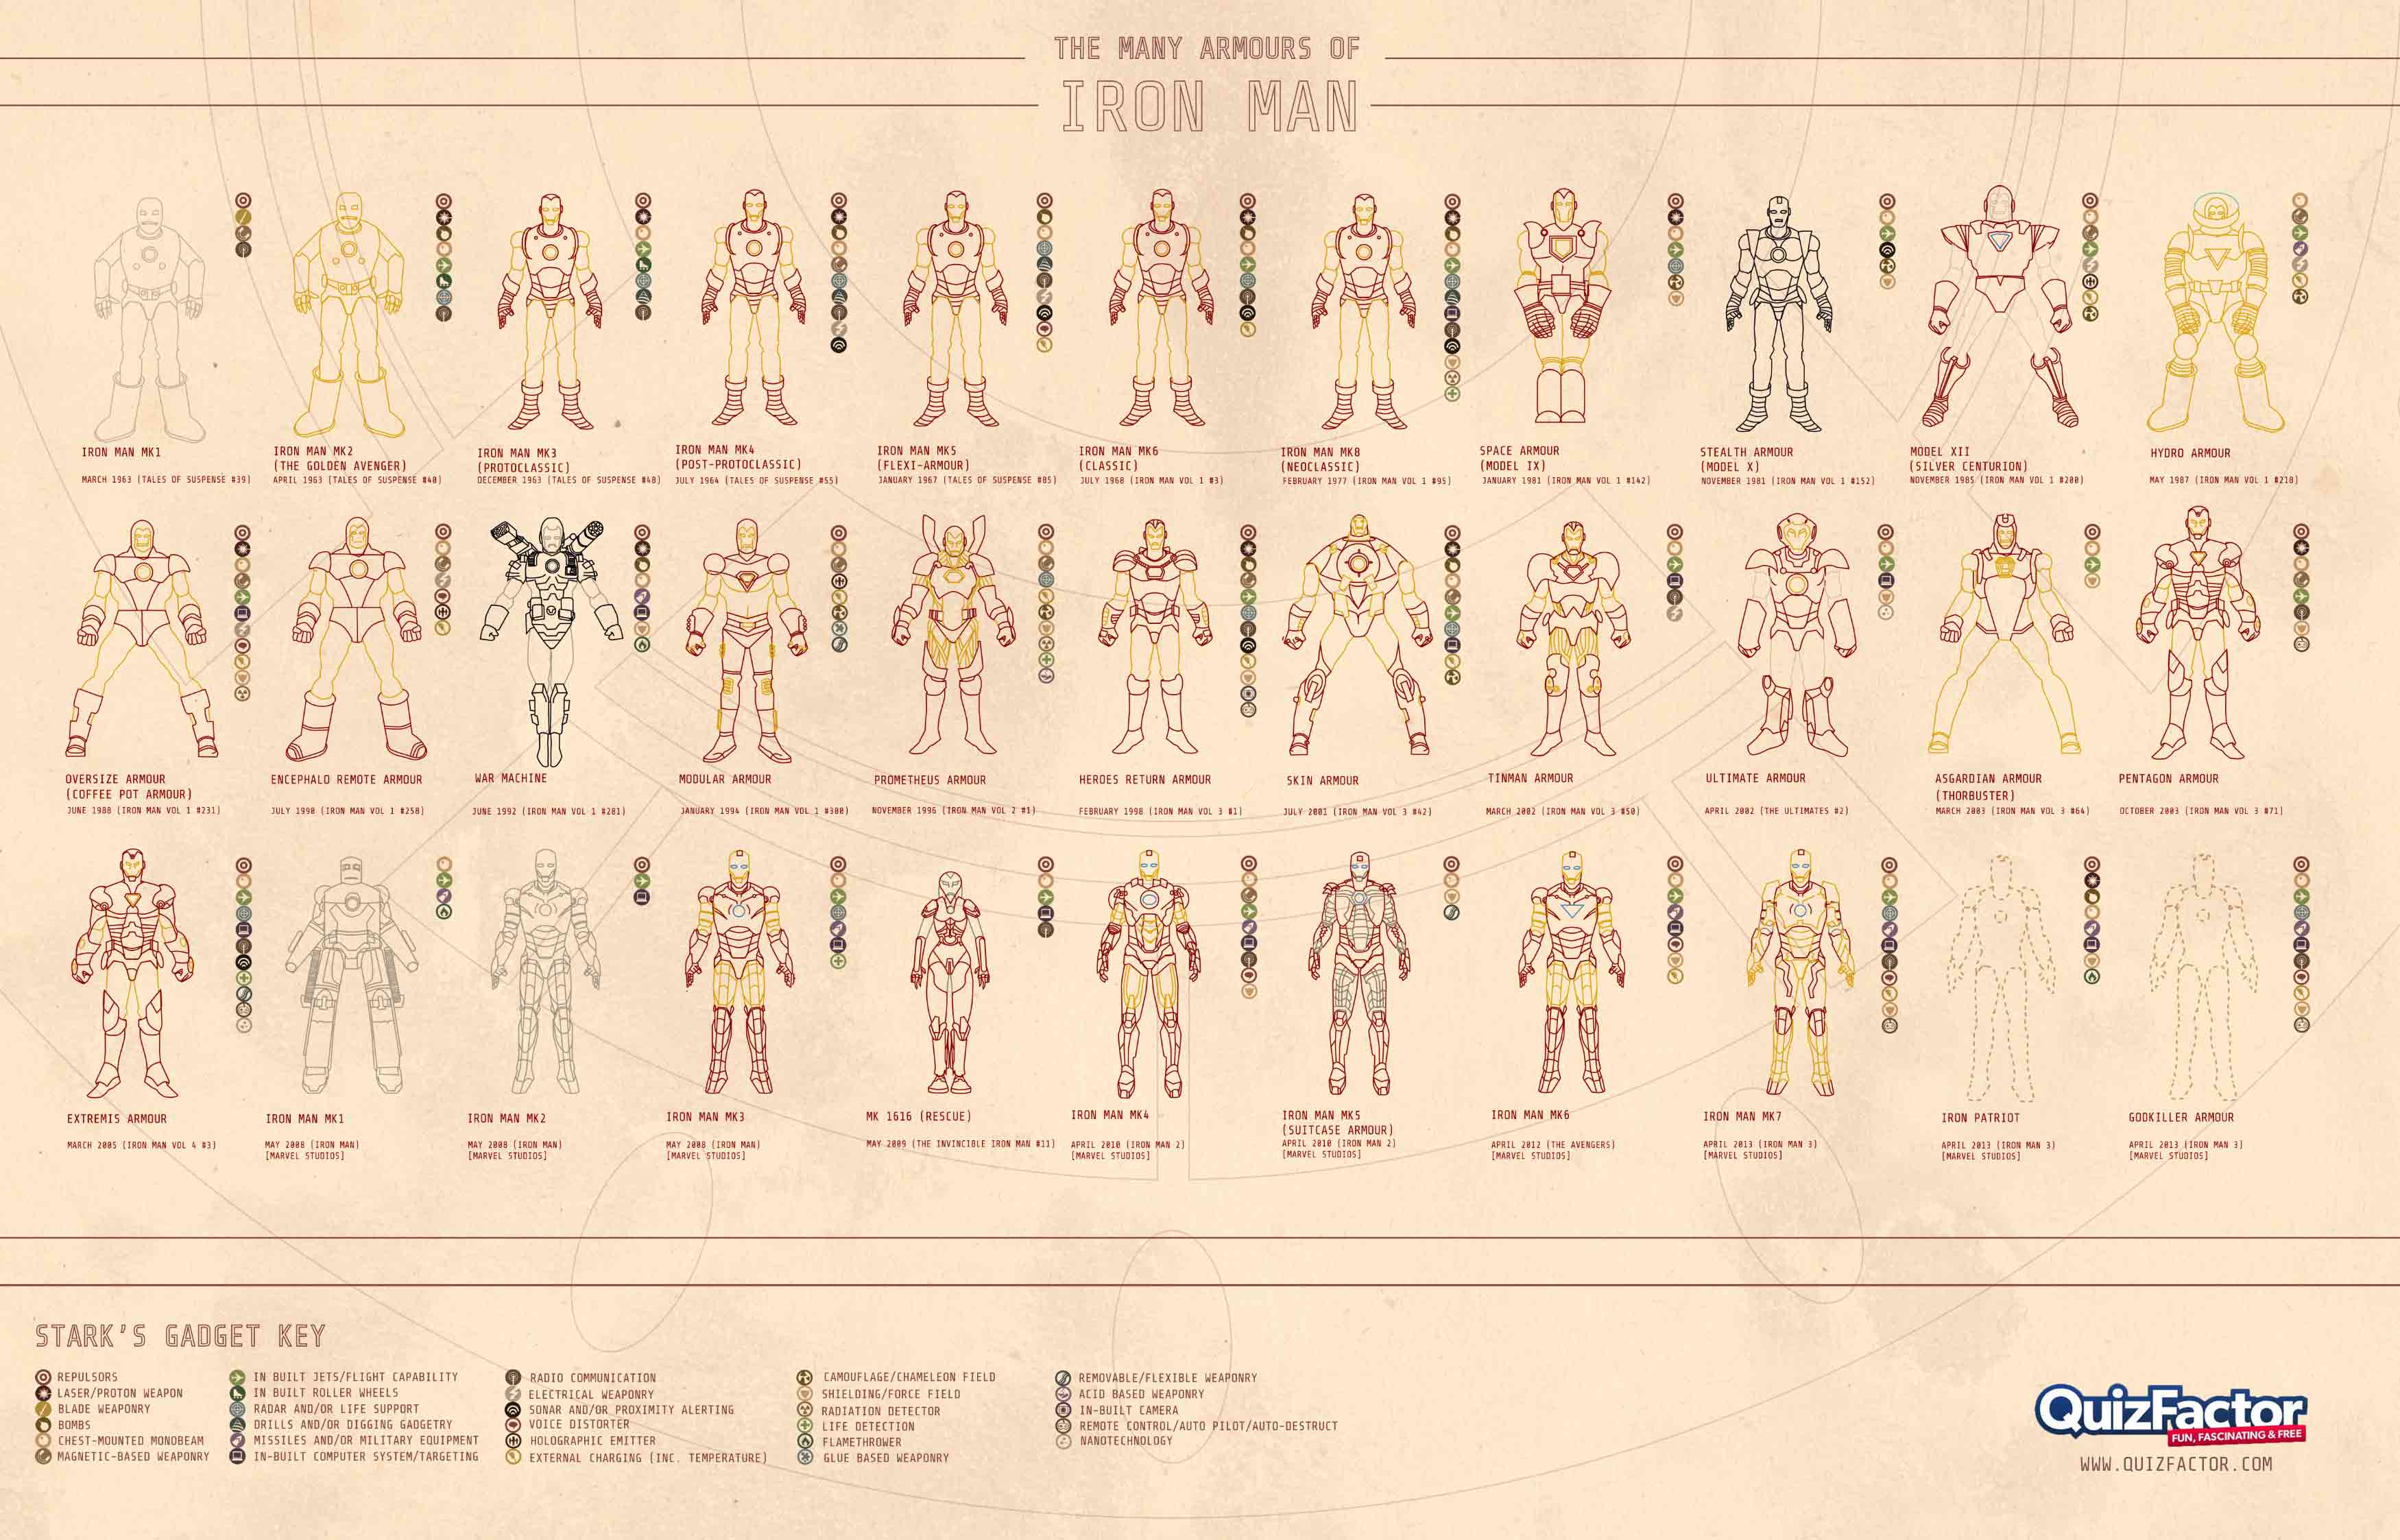 THE MANY ARMOURS OF
IRON MAN
IRON MAN MK1
MARCH 1963 (TALES OF SUSPENSE #39)
IRON MAN MK2
(THE GOLDEN AVENGER)
APRIL 1963 (TALES OF SUSPENSE #40)
IRON MAN MK3
(PROTOCLASSIC)
DECEMBER 1963 (TALES OF SUSPENSE #48)
IRON MAN MK4
(POST-PROTOCLASSIC)
JULY 1964 (TALES OF SUSPENSE #55)
IRON MAN MK5
(FLEXI-ARMOUR)
JANUARY 1967 (TALES OF SUSPENSE #85)
IRON MAN MK6
(CLASSIC)
JULY 1968 (IRON MAN VOL 1 #3)
IRON MAN MK8
(NEOCLASSIC)
FEBRUARY 1977 (IRON MAN VOL 1 #95)
SPACE ARMOUR
(MODEL IX)
JANUARY 1981 (IRON MAN VOL 1 #142)
STEALTH ARMOUR
(MODEL X)
NOVEMBER 1981 (IRON MAN VOL 1 #152)
MODEL XII
(SILVER CENTURION)
NOVEMBER 1985 (IRON MAN VOL 1 #200)
HYDRO ARMOUR
MAY 1987 (IRON MAN VOL 1 #218)
OVERSIZE ARMOUR
(COFFEE POT ARMOUR)
JUNE 1988 (IRON MAN VOL 1 #231)
ENCEPHALO REMOTE ARMOUR
JULY 1990 (IRON MAN VOL 1 #258)
WAR MACHINE
JUNE 1992 (IRON MAN VOL 1 #281)
MODULAR ARMOUR
JANUARY 1994 (IRON MAN VOL 1 #300)
PROMETHEUS ARMOUR
NOVEMBER 1996 (IRON MAN VOL 2 #1)
HEROES RETURN ARMOUR
FEBRUARY 1998 (IRON MAN VOL 3 #1)
SKIN ARMOUR
JULY 2001 (IRON MAN VOL 3 #42)
TINMAN ARMOUR
MARCH 2002 (IRON MAN VOL 3 #50)
ULTIMATE ARMOUR
APRIL 2002 (THE ULTIMATES #2)
ASGARDIAN ARMOUR
(THORBUSTER)
MARCH 2003 (IRON MAN VOL 3 #64)
PENTAGON ARMOUR
OCTOBER 2003 (IRON MAN VOL 3 #71)
EXTREMIS ARMOUR
MARCH 2005 (IRON MAN VOL 4 #3)
IRON MAN MK1
MAY 2008 (IRON MAN)
[MARVEL STUDIOS]
IRON MAN MK2
MAY 2008 (IRON MAN)
[MARVEL STUDIOS]
IRON MAN MK3
MAY 2008 (IRON MAN)
[MARVEL STUDIOS]
MK 1616 (RESCUE)
MAY 2009 (THE INVINCIBLE IRON MAN #11)
IRON MAN MK4
APRIL 2010 (IRON MAN 2)
[MARVEL STUDIOS]
IRON MAN MK5
(SUITCASE ARMOUR)
APRIL 2010 (IRON MAN 2)
[MARVEL STUDIOS]
IRON MAN MK6
APRIL 2012 (THE AVENGERS)
[MARVEL STUDIOS]
IRON MAN MK7
APRIL 2013 (IRON MAN 3)
[MARVEL STUDIOS]
IRON PATRIOT
APRIL 2013 (IRON MAN 3)
[MARVEL STUDIOS]
GODKILLER ARMOUR
APRIL 2013 (IRON MAN 3)
[MARVEL STUDIOS]
STARK'S GADGET KEY
REPULSORS
LASER/PROTON WEAPON
BLADE WEAPONRY
BOMBS
CHEST-MOUNTED MONOBEAM
MAGNETIC-BASED WEAPONRY
IN BUILT JETS/FLIGHT CAPABILITY
IN BUILT ROLLER WHEELS
RADAR AND/OR LIFE SUPPORT
DRILLS AND/OR DIGGING GADGETRY
MISSILES AND/OR MILITARY EQUIPMENT
IN-BUILT COMPUTER SYSTEM/TARGETING
RADIO COMMUNICATION
ELECTRICAL WEAPONRY
SONAR AND/OR PROXIMITY ALERTING
VOICE DISTORTER
HOLOGRAPHIC EMITTER
EXTERNAL CHARGING (INC. TEMPERATURE)
CAMOUFLAGE/CHAMELEON FIELD
SHIELDING/FORCE FIELD
RADIATION DETECTOR
LIFE DETECTION
FLAMETHROWER
GLUE BASED WEAPONRY
REMOVABLE/FLEXIBLE WEAPONRY
ACID BASED WEAPONRY
IN-BUILT CAMERA
REMOTE CONTROL/AUTO PILOT/AUTO-DESTRUCT
NANOTECHNOLOGY
QuizFactor
FUN, FASCINATING & FREE
WWW.QUIZFACTOR.COM